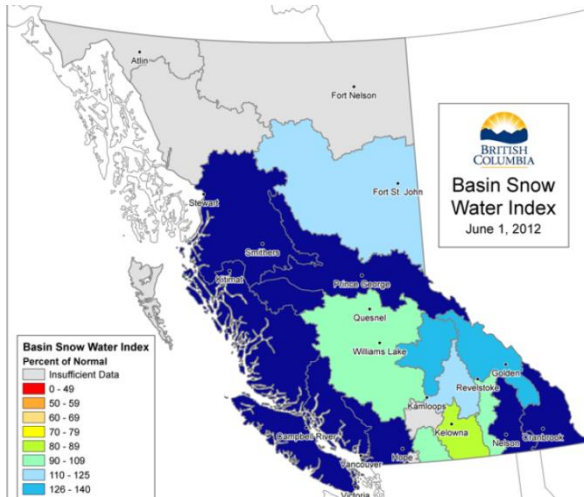 Atlin
Fort Nelson
BRITISH
COLUMBIA
Basin Snow
Water Index
June 1, 2012
Fort St. John
Stewart
Smithers
Kitimat
Prince George
Quesnel
Williams Lake
Golden
Revelstoke
Kamloops
Kelowna
Campbell River
Hope
Nelson
Cranbrook
Vancouver
Victoria
Basin Snow Water Index
Percent of Normal
Insufficient Data
0 - 49
50 - 59
60 - 69
70 - 79
80 - 89
90 - 109
110 - 125
126 - 140